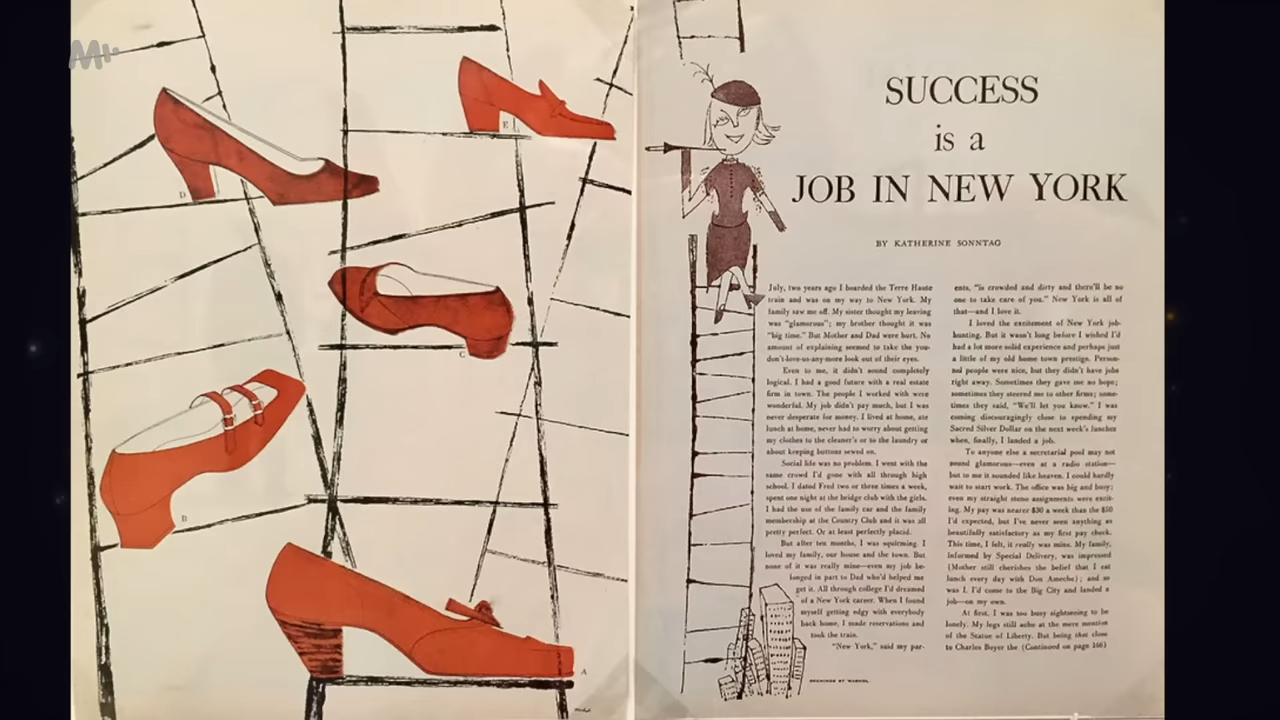 D
E
C
B
A
SUCCESS
is a
JOB IN NEW YORK
BY KATHERINE SONNTAG
July, two years ago I boarded the Terre Haute
train and was on my way to New York. My
family saw me off. My sister thought my leaving
was "glamorous"; my brother thought it was
"big time." But Mother and Dad were hurt. No
amount of explaining seemed to take the you-
don't-love-us-any-more look out of their eyes.
Even to me, it didn't sound completely
logical. I had a good future with a real estate
firm in town. The people I worked with were
wonderful. My job didn't pay much, but I was
never desperate for money. I lived at home, ate
lunch at home, never had to worry about getting
my clothes to the cleaner's or to the laundry or
about keeping buttons sewed on.
Social life was no problem. I went with the
same crowd I'd gone with all through high
school. I dated Fred two or three times a week,
spent one night at the bridge club with the girls.
I had the use of the family car and the family
membership at the Country Club and it was all
pretty perfect. Or at least perfectly placid.
But after ten months, I was squirming. I
loved my family, our house and the town. But
none of it was really mine—even my job be-
longed in part to Dad who'd helped me
get it. All through college I'd dreamed
of a New York career. When I found
myself getting edgy with everybody
back home, I made reservations and
took the train.
"New York," said my par-
ents, "is crowded and dirty and there'll be no
one to take care of you." New York is all of
that—and I love it.
I loved the excitement of New York job-
hunting. But it wasn't long before I wished I'd
had a lot more solid experience and perhaps just
a little of my old home town prestige. Person-
nel people were nice, but they didn't have jobs
right away. Sometimes they gave me no hope;
sometimes they steered me to other firms; some-
times they said, "We'll let you know." I was
coming discouragingly close to spending my
Sacred Silver Dollar on the next week's lunches
when, finally, I landed a job.
To anyone else a secretarial pool may not
sound glamorous—even at a radio station—
but to me it sounded like heaven. I could hardly
wait to start work. The office was big and busy;
even my straight steno assignments were excit-
ing. My pay was nearer $30 a week than the $50
I'd expected, but I've never seen anything as
beautifully satisfactory as my first pay check.
This time, I felt, it really was mine. My family,
informed by Special Delivery, was impressed
(Mother still cherishes the belief that I eat
lunch every day with Don Ameche); and so
was I. I'd come to the Big City and landed a
job—on my own.
At first, I was too busy sightseeing to be
lonely. My legs still ache at the mere mention
of the Statue of Liberty. But being that close
to Charles Boyer the (Continued on page 166)
DRAWINGS BY WARHOL